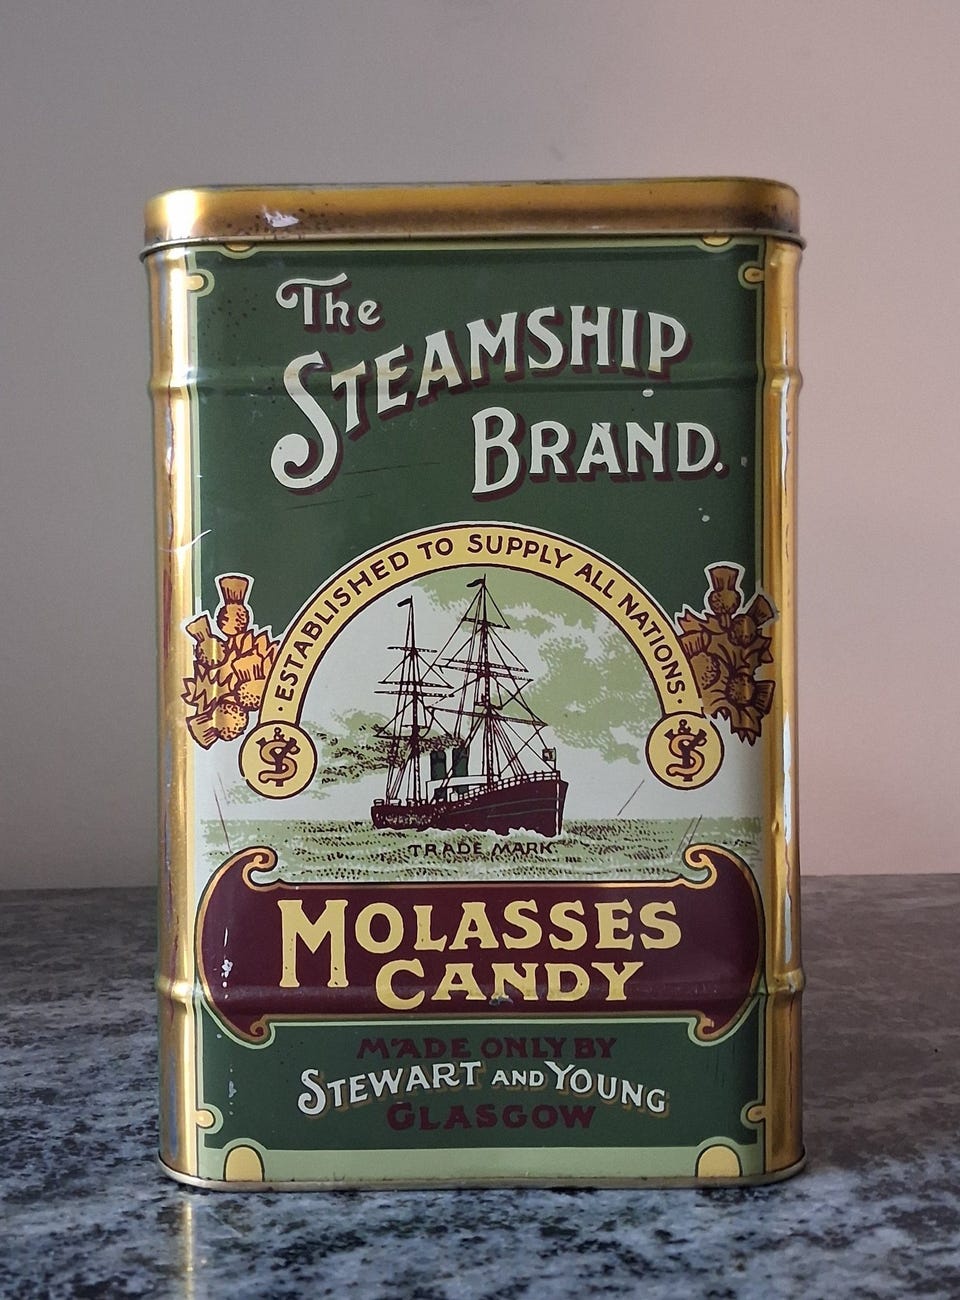 The
STEAMSHIP
BRAND.
· ESTABLISHED TO SUPPLY ALL NATIONS ·
TRADE MARK
MOLASSES
CANDY
MADE ONLY BY
STEWART AND YOUNG
GLASGOW